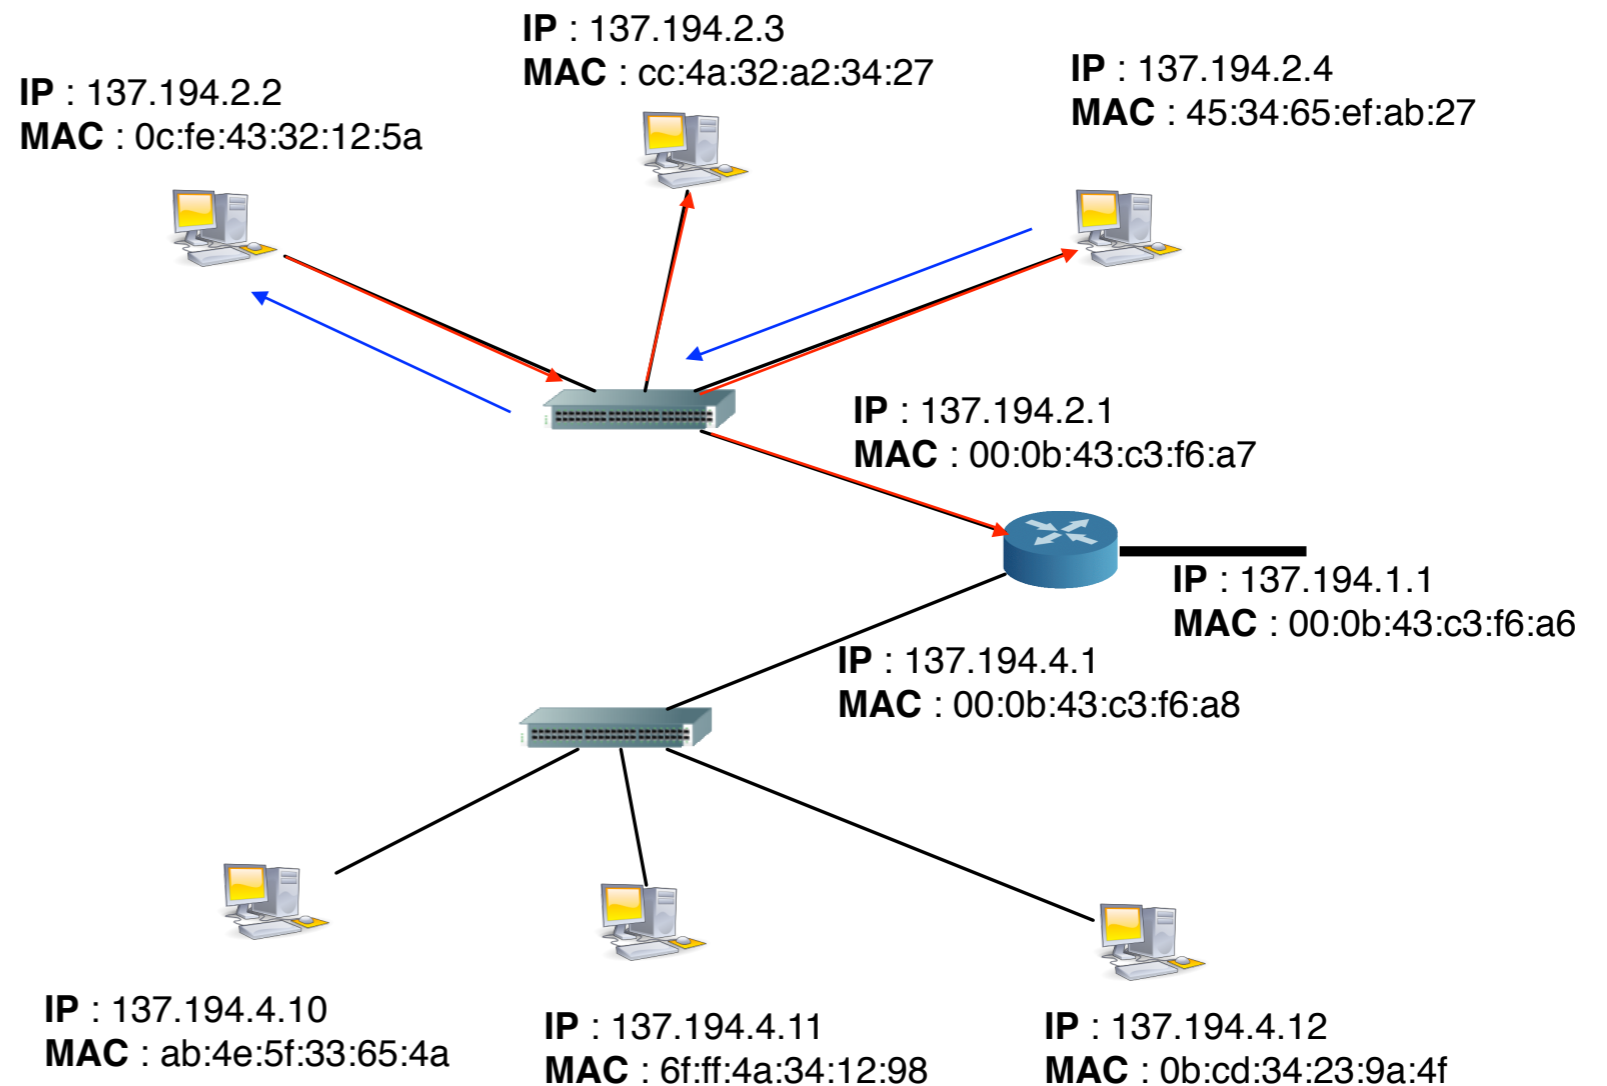 IP : 137.194.2.3
MAC : cc:4a:32:a2:34:27
IP : 137.194.2.4
MAC : 45:34:65:ef:ab:27
IP : 137.194.2.2
MAC : 0c:fe:43:32:12:5a
IP : 137.194.2.1
MAC : 00:0b:43:c3:f6:a7
IP : 137.194.1.1
MAC : 00:0b:43:c3:f6:a6
IP : 137.194.4.1
MAC : 00:0b:43:c3:f6:a8
IP : 137.194.4.10
MAC : ab:4e:5f:33:65:4a
IP : 137.194.4.11
MAC : 6f:ff:4a:34:12:98
IP : 137.194.4.12
MAC : 0b:cd:34:23:9a:4f